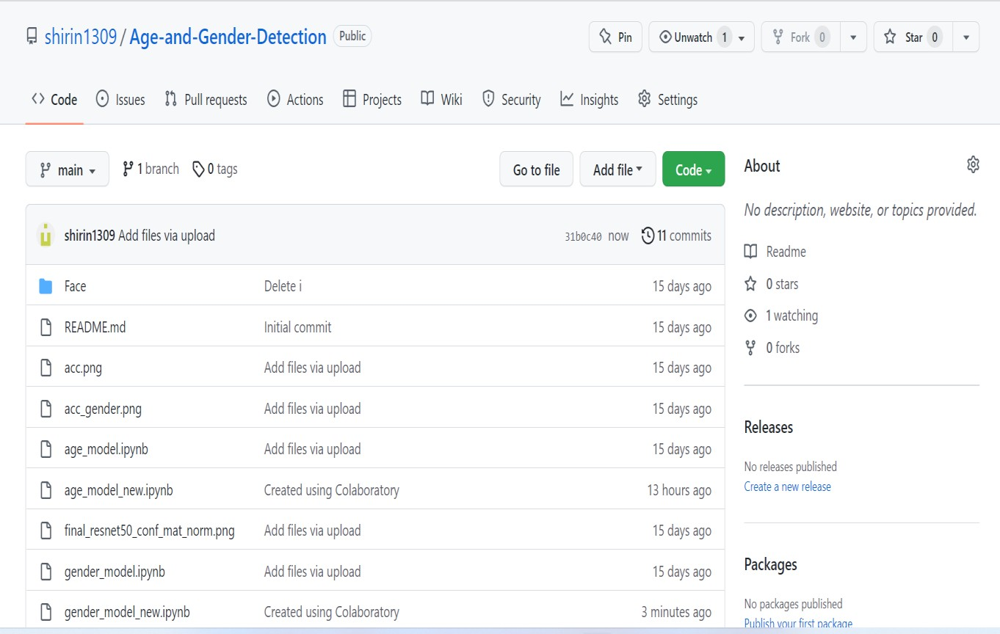 shirin1309 / Age-and-Gender-Detection Public Pin Unwatch 1 Fork 0 Star 0
Code Issues Pull requests Actions Projects Wiki Security Insights Settings
main 1 branch 0 tags Go to file Add file Code
shirin1309 Add files via upload 31b0c40 now 11 commits
Face Delete i 15 days ago
README.md Initial commit 15 days ago
acc.png Add files via upload 15 days ago
acc_gender.png Add files via upload 15 days ago
age_model.ipynb Add files via upload 15 days ago
age_model_new.ipynb Created using Colaboratory 13 hours ago
final_resnet50_conf_mat_norm.png Add files via upload 15 days ago
gender_model.ipynb Add files via upload 15 days ago
gender_model_new.ipynb Created using Colaboratory 3 minutes ago
About
No description, website, or topics provided.
Readme
0 stars
1 watching
0 forks
Releases
No releases published
Create a new release
Packages
No packages published
Publish your first package